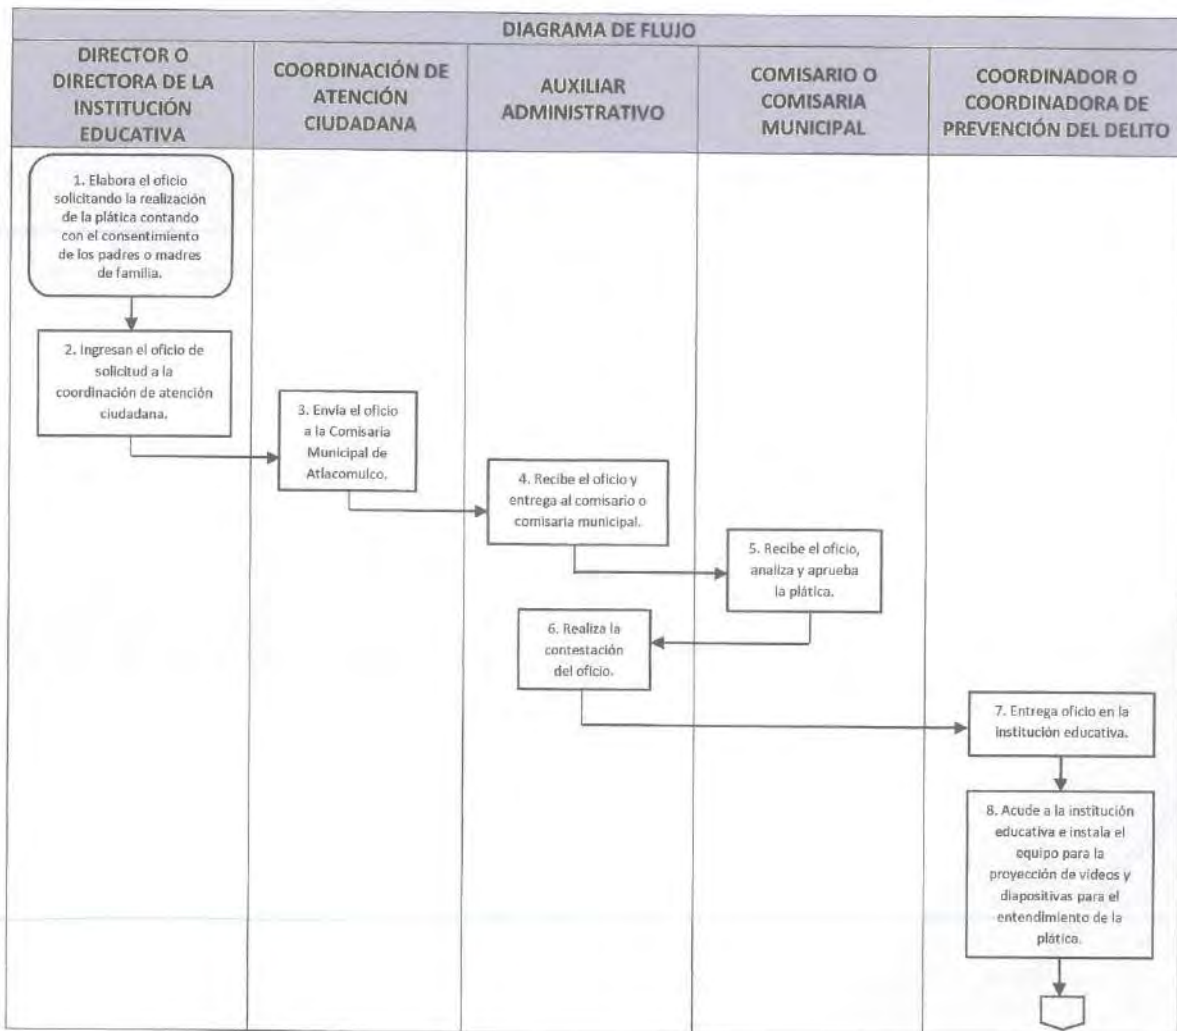 DIAGRAMA DE FLUJO
DIRECTOR O
DIRECTORA DE LA
INSTITUCIÓN
EDUCATIVA
COORDINACIÓN DE
ATENCIÓN
CIUDADANA
AUXILIAR
ADMINISTRATIVO
COMISARIO O
COMISARIA
MUNICIPAL
COORDINADOR O
COORDINADORA DE
PREVENCIÓN DEL DELITO
1. Elabora el oficio
solicitando la realización
de la plática contando
con el consentimiento
de los padres o madres
de familia.
2. Ingresan el oficio de
solicitud a la
coordinación de atención
ciudadana.
3. Envía el oficio
a la Comisaria
Municipal de
Atlacomulco.
4. Recibe el oficio y
entrega al comisario o
comisaria municipal.
5. Recibe el oficio,
analiza y aprueba
la plática.
6. Realiza la
contestación
del oficio.
7. Entrega oficio en la
institución educativa.
8. Acude a la institución
educativa e instala el
equipo para la
proyección de videos y
diapositivas para el
entendimiento de la
plática.